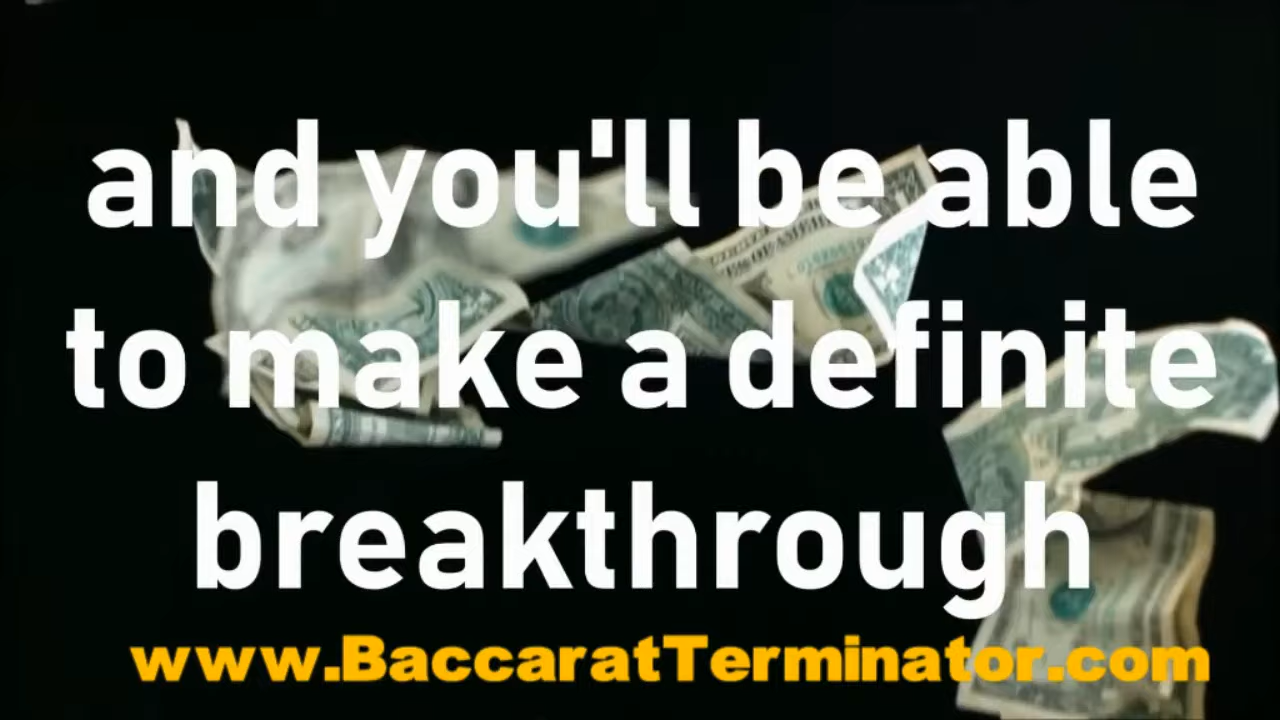 and you'll be able
to make a definite
breakthrough
www.BaccaratTerminator.com